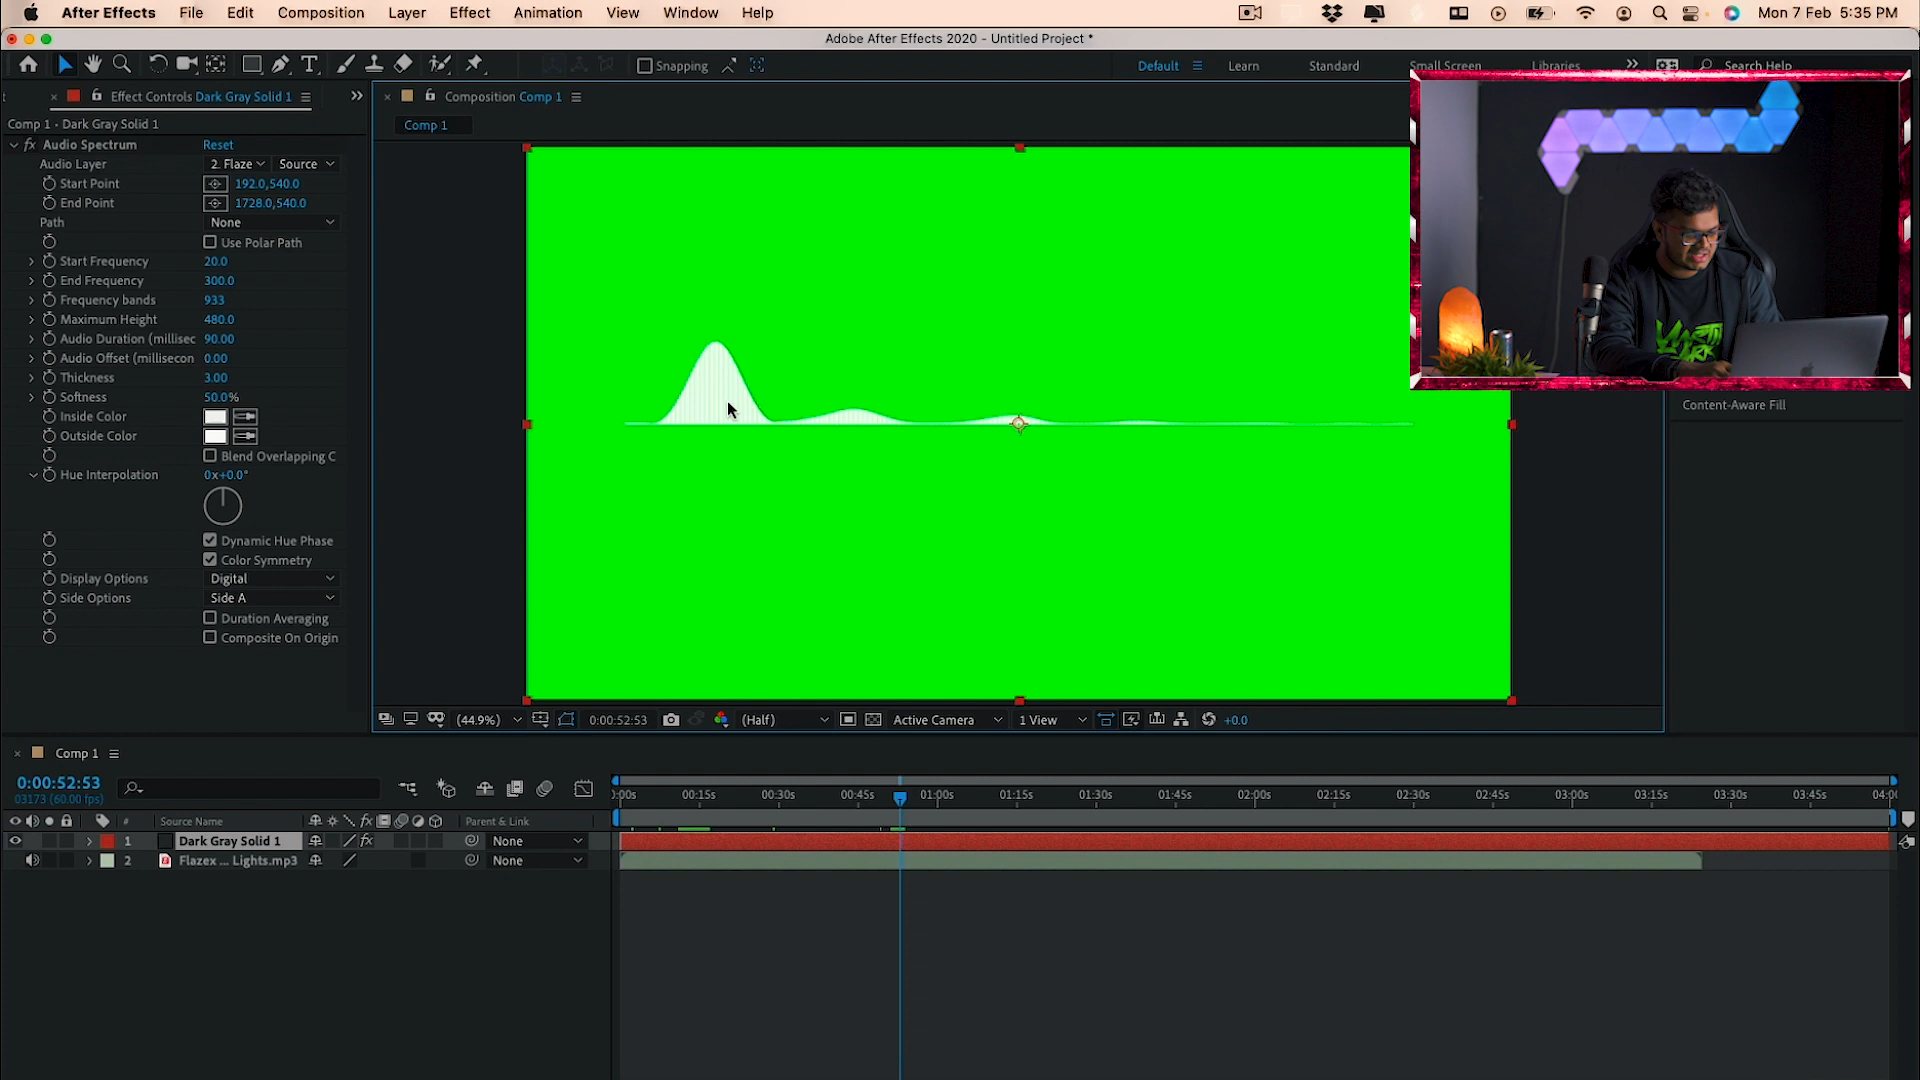 After Effects File Edit Composition Layer Effect Animation View Window Help Mon 7 Feb 5:35 PM
Adobe After Effects 2020 - Untitled Project *
Snapping Default Learn Standard Small Screen Libraries Search Help
Effect Controls Dark Gray Solid 1
Composition Comp 1
Comp 1 · Dark Gray Solid 1
Comp 1
Audio Spectrum Reset
Audio Layer 2. Flaze Source
Start Point 192.0,540.0
End Point 1728.0,540.0
Path None
Use Polar Path
Start Frequency 20.0
End Frequency 300.0
Frequency bands 933
Maximum Height 480.0
Audio Duration (millisec 90.00
Audio Offset (millisecon 0.00
Thickness 3.00
Softness 50.0%
Inside Color
Outside Color
Blend Overlapping C
Hue Interpolation 0x+0.0°
Dynamic Hue Phase
Color Symmetry
Display Options Digital
Side Options Side A
Duration Averaging
Composite On Origin
Content-Aware Fill
(44.9%) 0:00:52:53 (Half) Active Camera 1 View +0.0
Comp 1
0:00:52:53
03173 (60.00 fps)
:00s 00:15s 00:30s 00:45s 01:00s 01:15s 01:30s 01:45s 02:00s 02:15s 02:30s 02:45s 03:00s 03:15s 03:30s 03:45s 04:0
# Source Name fx Parent & Link
1 Dark Gray Solid 1 fx None
2 Flazex ... Lights.mp3 None